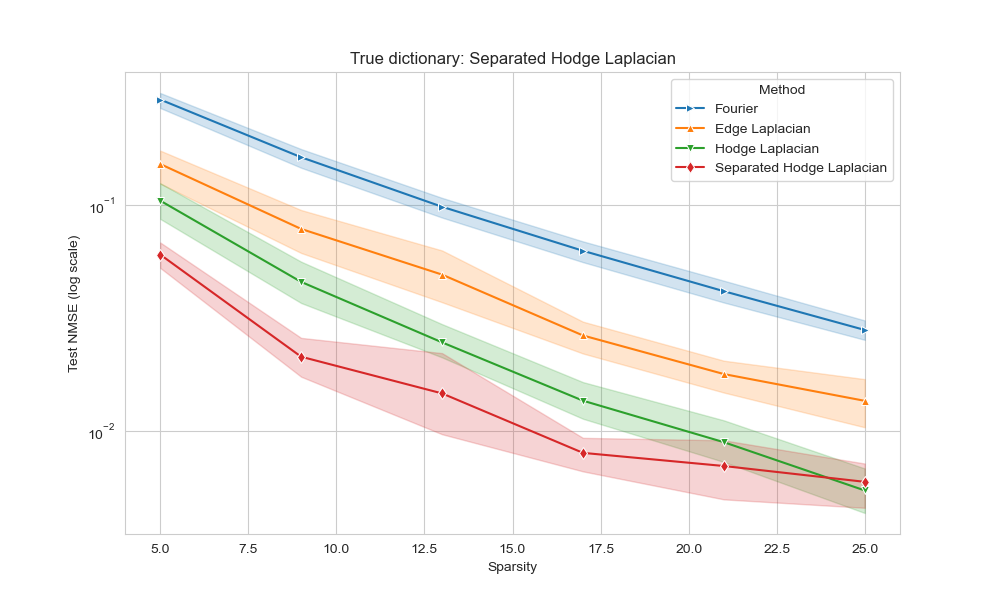 True dictionary: Separated Hodge Laplacian
Method
Fourier
Edge Laplacian
Hodge Laplacian
Separated Hodge Laplacian
Test NMSE (log scale)
10⁻¹
10⁻²
5.0 7.5 10.0 12.5 15.0 17.5 20.0 22.5 25.0
Sparsity